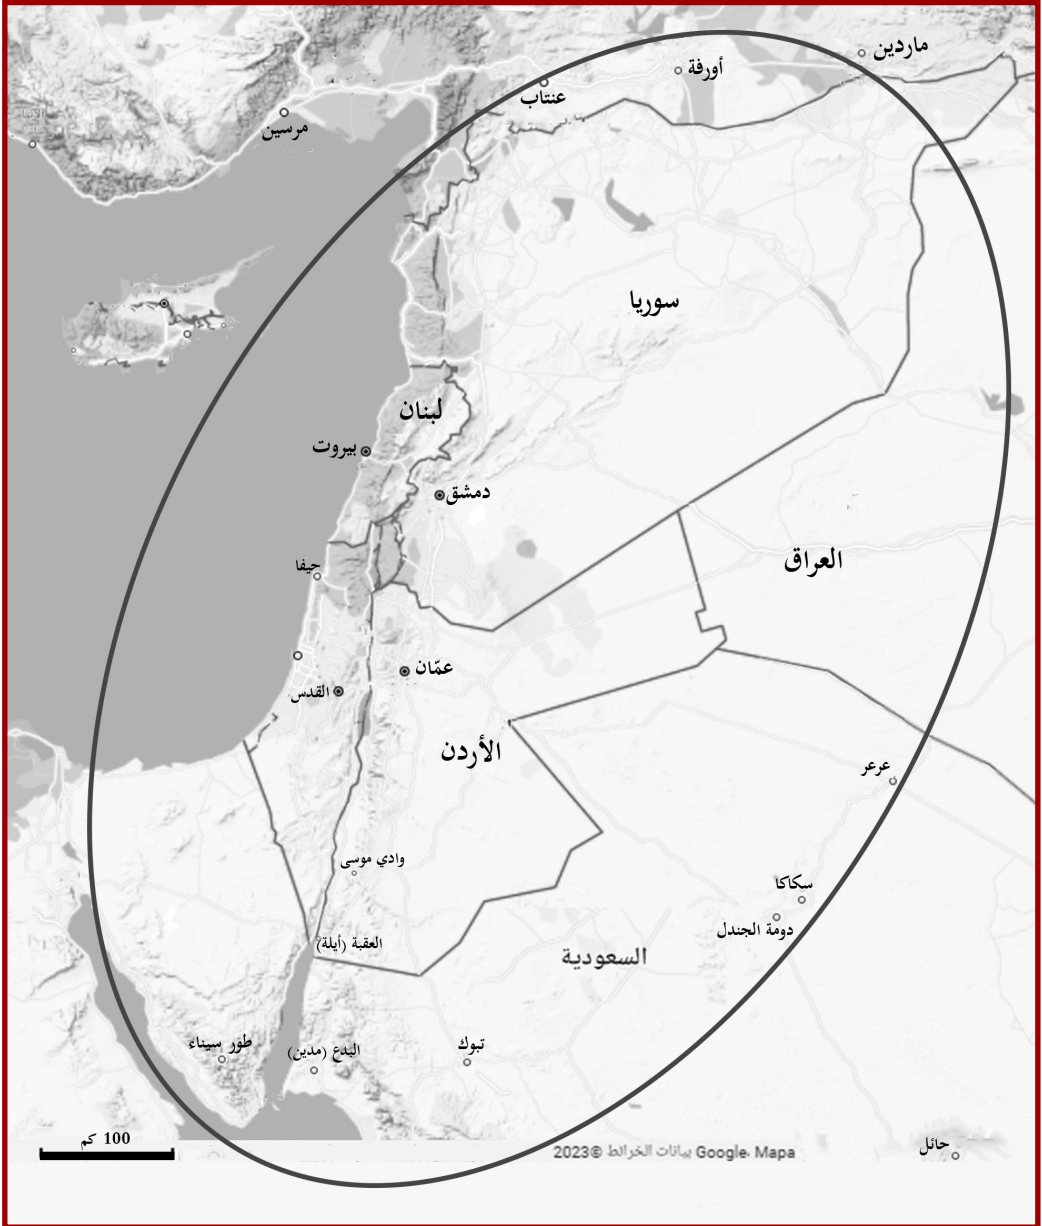 ماردين
أورفة
عنتاب
مرسين
سوريا
لبنان
بيروت
دمشق
العراق
حيفا
عمّان
القدس
الأردن
عرعر
وادي موسى
سكاكا
دومة الجندل
العقبة (أيلة)
السعودية
طور سيناء
تبوك
البدع (مدين)
100 كم
حائل
بيانات الخرائط ©2023 Google، Mapa